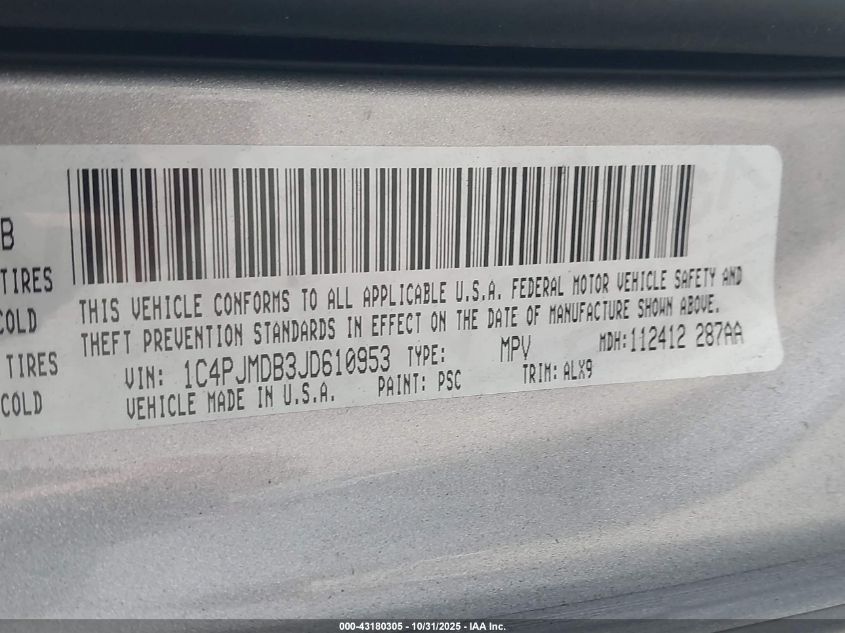 B
TIRES
COLD
TIRES
COLD
THIS VEHICLE CONFORMS TO ALL APPLICABLE U.S.A. FEDERAL MOTOR VEHICLE SAFETY AND
THEFT PREVENTION STANDARDS IN EFFECT ON THE DATE OF MANUFACTURE SHOWN ABOVE.
VIN: 1C4PJMDB3JD610953 TYPE: MPV MDH:112412 287AA
VEHICLE MADE IN U.S.A. PAINT: PSC TRIM: ALX9
000-43180305 - 10/31/2025 - IAA Inc.